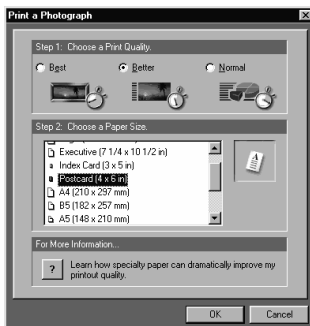 Print a Photograph
Step 1: Choose a Print Quality.
Best
Better
Normal
Step 2: Choose a Paper Size.
Executive (7 1/4 x 10 1/2 in)
Index Card (3 x 5 in)
Postcard (4 x 6 in)
A4 (210 x 297 mm)
B5 (182 x 257 mm)
A5 (148 x 210 mm)
For More Information...
? Learn how specialty paper can dramatically improve my
printout quality.
OK Cancel